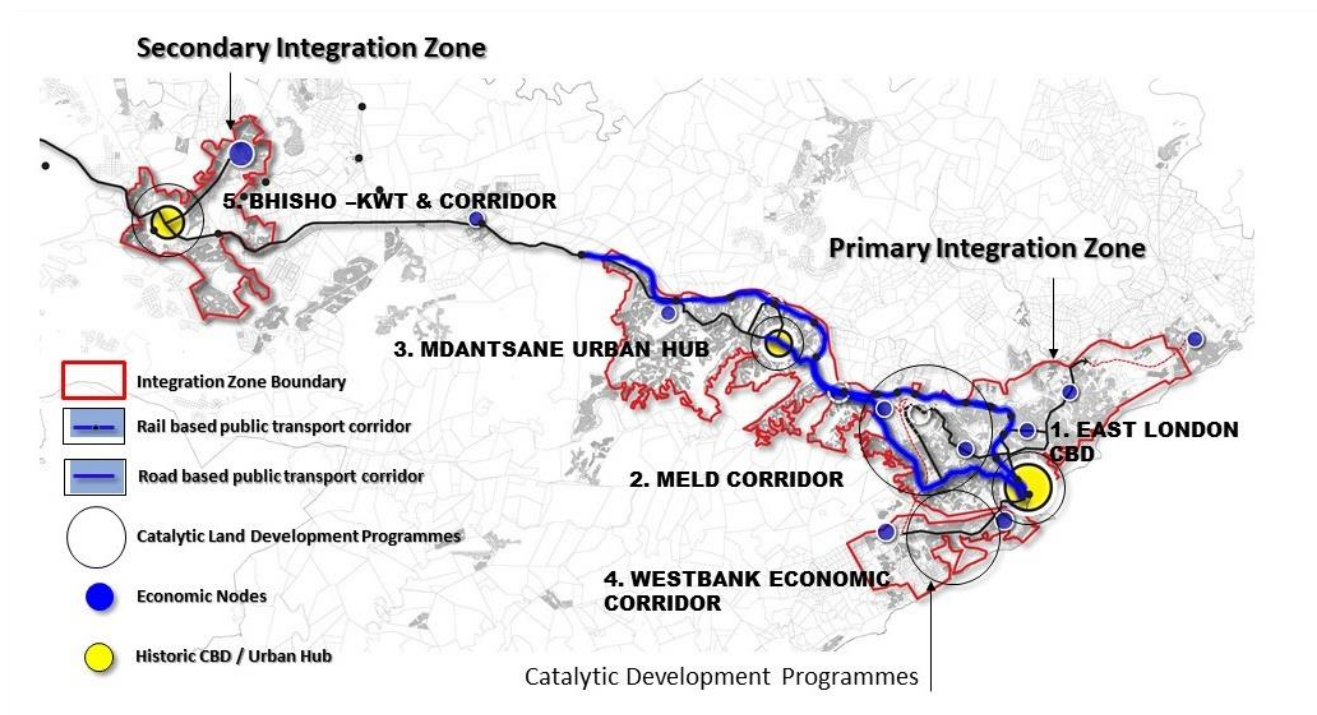 Secondary Integration Zone
5. BHISHO –KWT & CORRIDOR
Primary Integration Zone
3. MDANTSANE URBAN HUB
Integration Zone Boundary
Rail based public transport corridor
1. EAST LONDON
CBD
Road based public transport corridor
2. MELD CORRIDOR
Catalytic Land Development Programmes
4. WESTBANK ECONOMIC
CORRIDOR
Economic Nodes
Historic CBD / Urban Hub
Catalytic Development Programmes